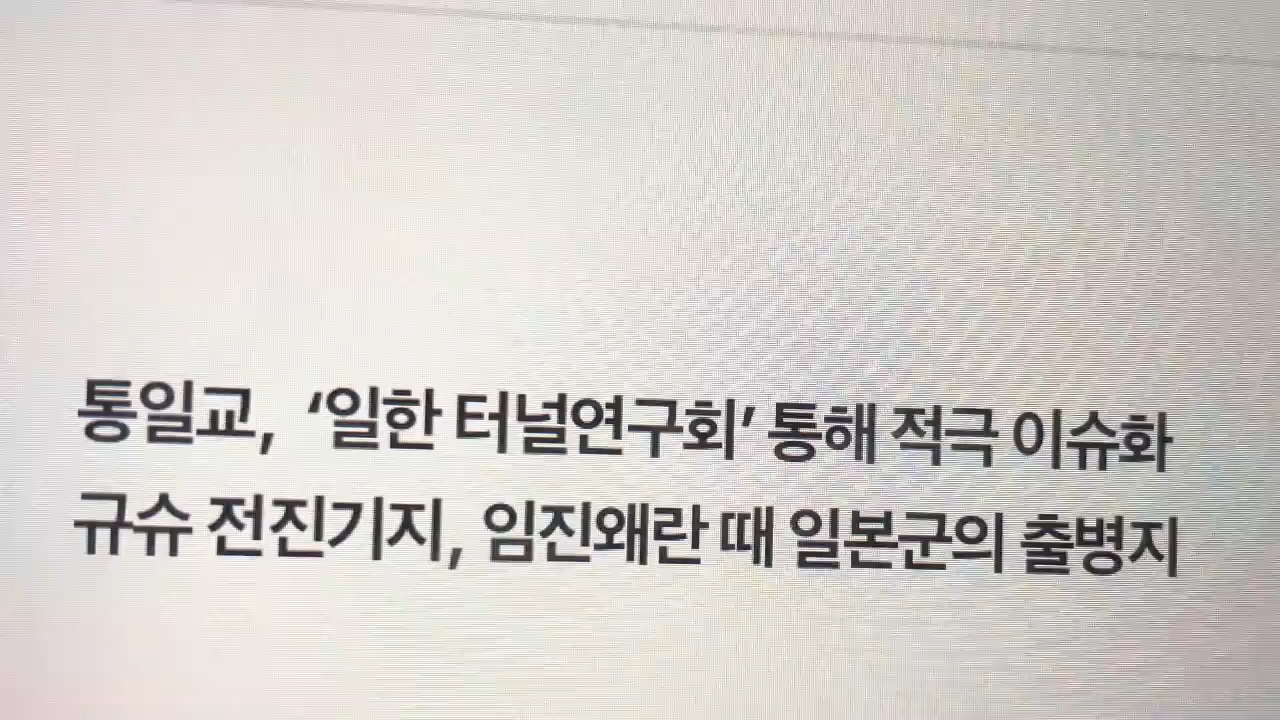 통일교, ‘일한 터널연구회’ 통해 적극 이슈화
규슈 전진기지, 임진왜란 때 일본군의 출병지